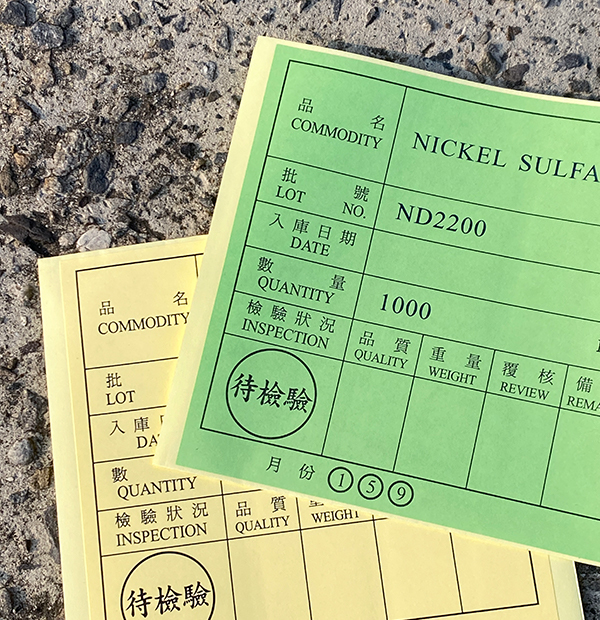 品名
COMMODITY
NICKEL SULFA
批號
LOT NO.
ND2200
入庫日期
DATE
數量
QUANTITY
1000
檢驗狀況
INSPECTION
品質
QUALITY
重量
WEIGHT
覆核
REVIEW
備
REMA
待檢驗
月份 ① ⑤ ⑨
品名
COMMODITY
批
LOT
入庫
DA
數
QUANTITY
檢驗狀況
INSPECTION
品質
QUALITY
WEIGHT
待檢驗